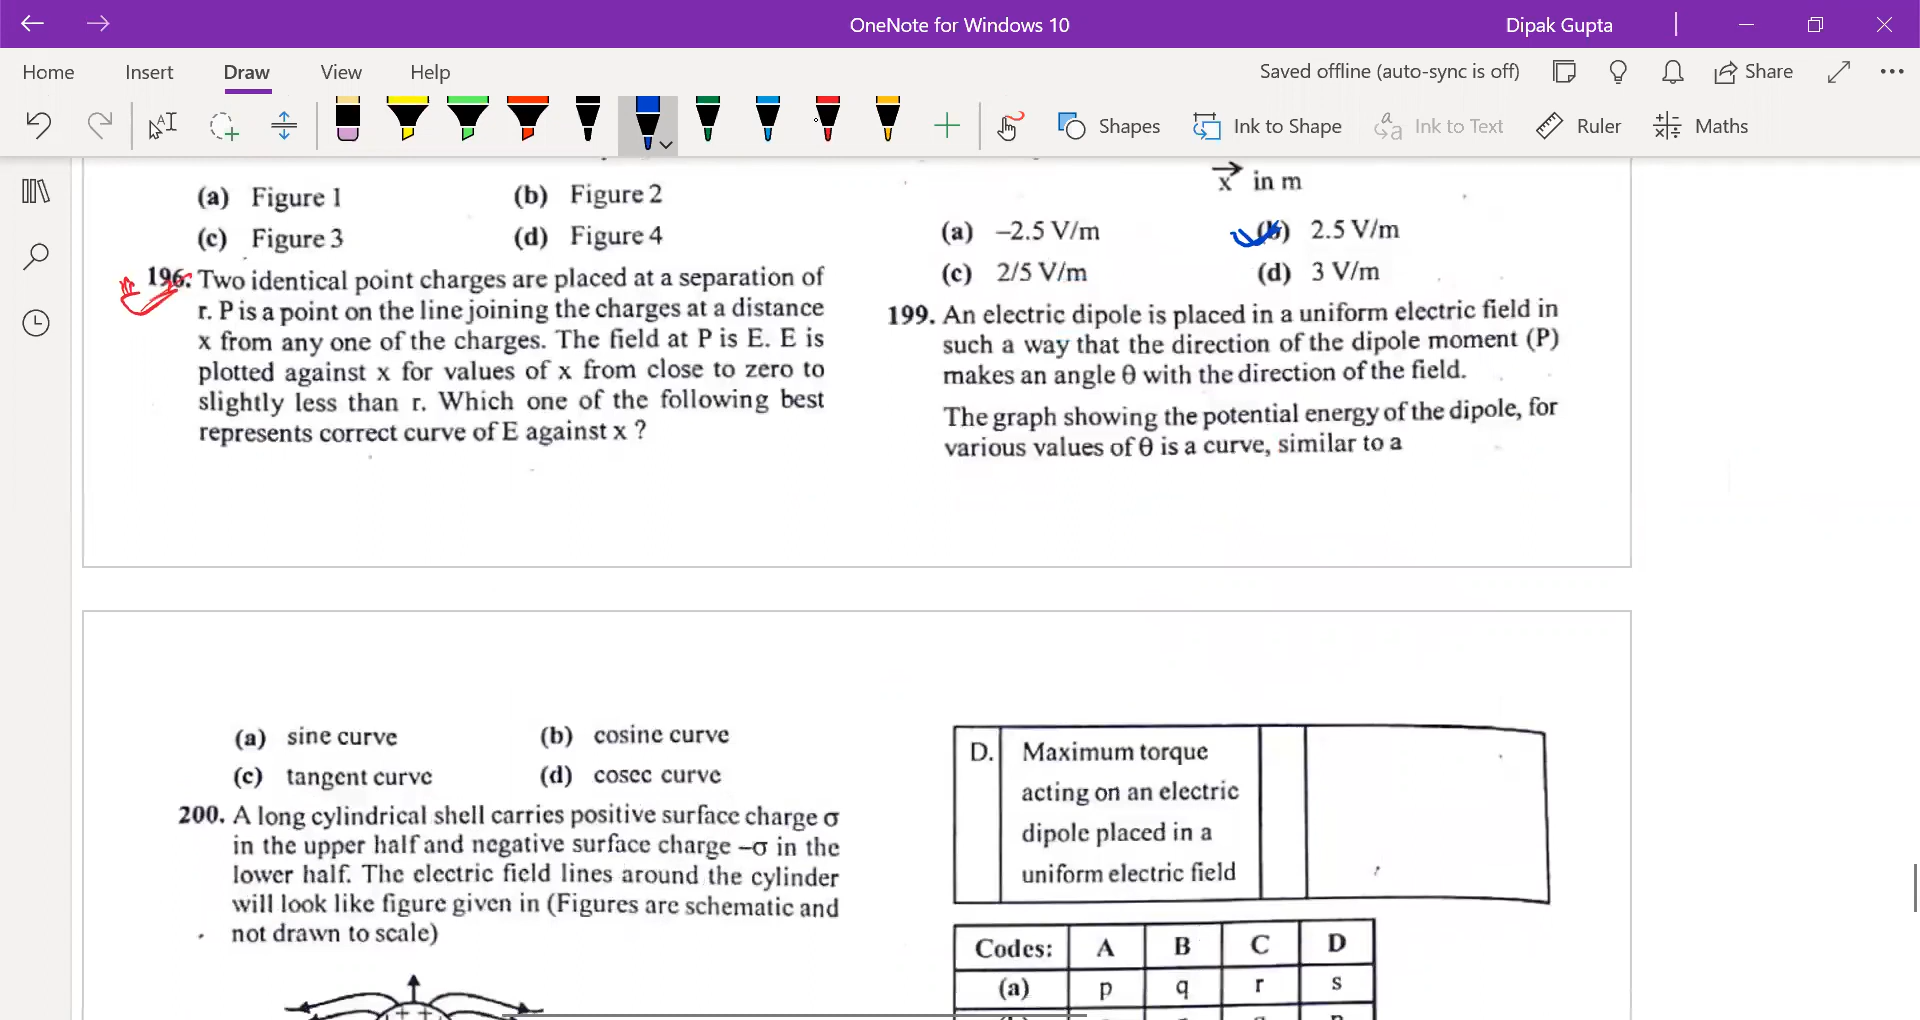 OneNote for Windows 10
Dipak Gupta
Home Insert Draw View Help
Saved offline (auto-sync is off)
Share
Shapes
Ink to Shape
Ink to Text
Ruler
Maths
(a) Figure 1 (b) Figure 2
(c) Figure 3 (d) Figure 4
196. Two identical point charges are placed at a separation of
r. P is a point on the line joining the charges at a distance
x from any one of the charges. The field at P is E. E is
plotted against x for values of x from close to zero to
slightly less than r. Which one of the following best
represents correct curve of E against x ?
x in m
(a) –2.5 V/m (b) 2.5 V/m
(c) 2/5 V/m (d) 3 V/m
199. An electric dipole is placed in a uniform electric field in
such a way that the direction of the dipole moment (P)
makes an angle θ with the direction of the field.
The graph showing the potential energy of the dipole, for
various values of θ is a curve, similar to a
(a) sine curve (b) cosine curve
(c) tangent curve (d) cosec curve
200. A long cylindrical shell carries positive surface charge σ
in the upper half and negative surface charge –σ in the
lower half. The electric field lines around the cylinder
will look like figure given in (Figures are schematic and
not drawn to scale)
+ +
D. Maximum torque
acting on an electric
dipole placed in a
uniform electric field
Codes: A B C D
(a) p q r s